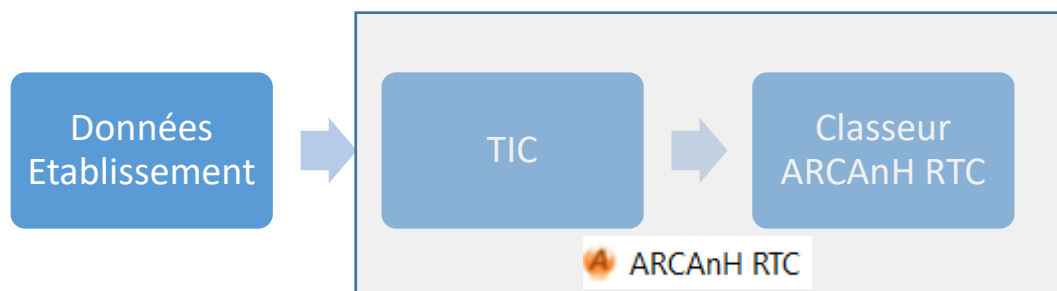 Données
Etablissement
TIC
Classeur
ARCAnH RTC
ARCAnH RTC